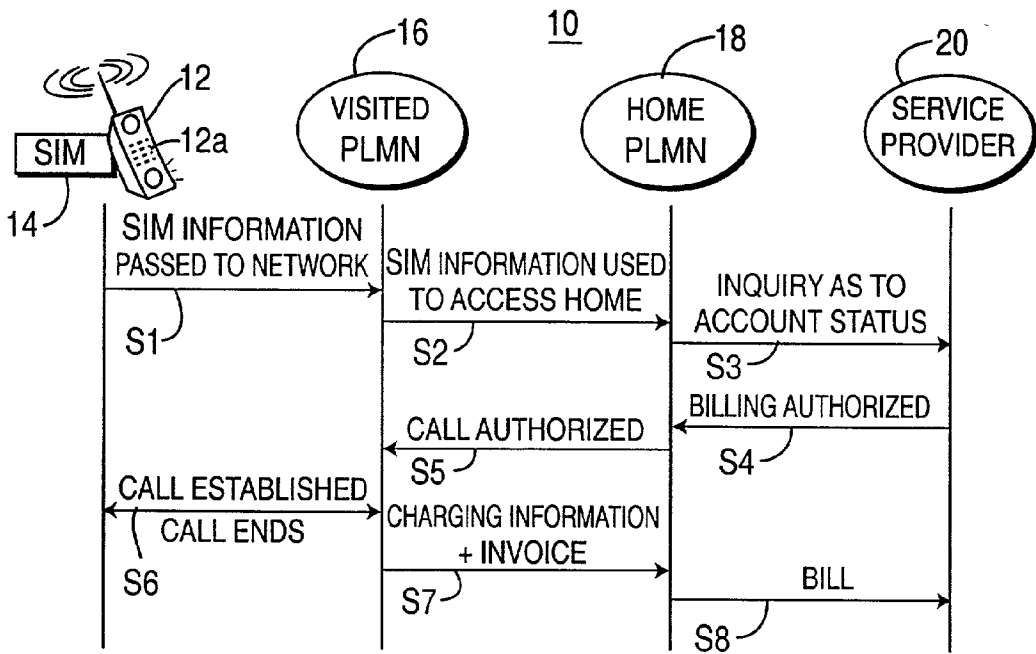 10
12
16
18
20
12a
SIM
14
VISITED
PLMN
HOME
PLMN
SERVICE
PROVIDER
SIM INFORMATION
PASSED TO NETWORK
S1
SIM INFORMATION USED
TO ACCESS HOME
S2
INQUIRY AS TO
ACCOUNT STATUS
S3
BILLING AUTHORIZED
S4
CALL AUTHORIZED
S5
CALL ESTABLISHED
CALL ENDS
S6
CHARGING INFORMATION
+ INVOICE
S7
BILL
S8